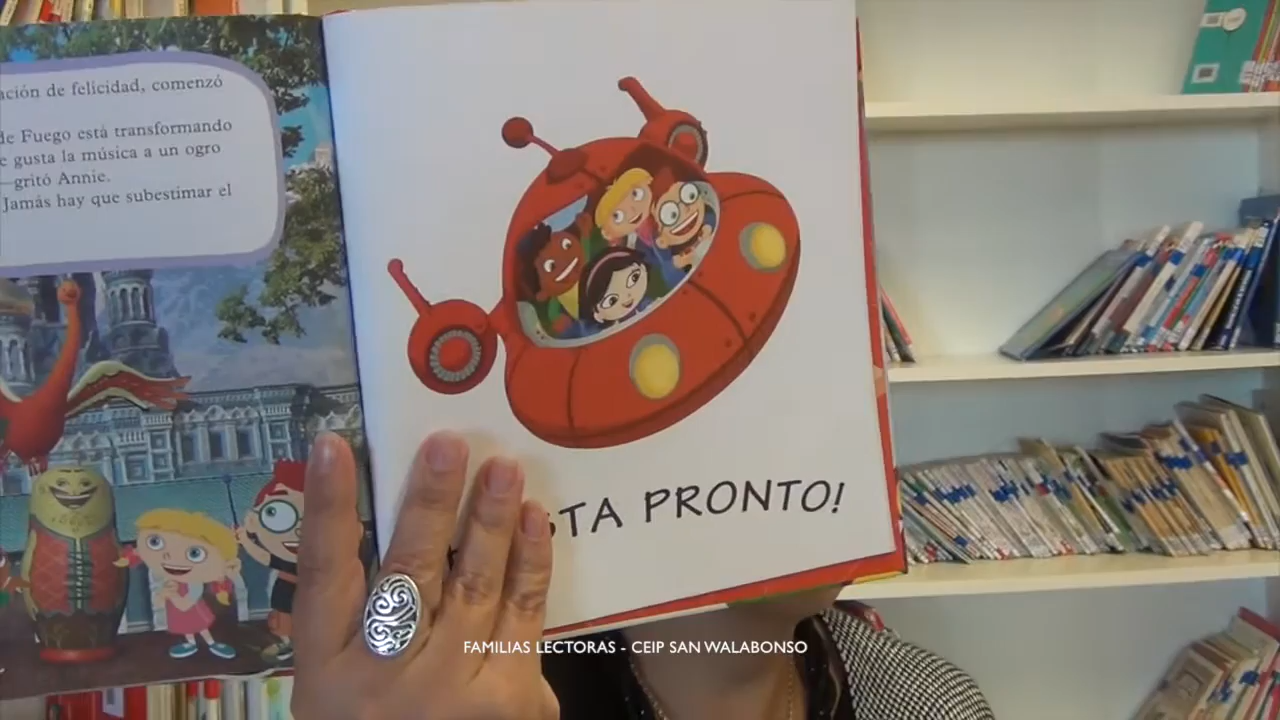 ación de felicidad, comenzó
de Fuego está transformando
e gusta la música a un ogro
—gritó Annie.
Jamás hay que subestimar el
STA PRONTO!
FAMILIAS LECTORAS - CEIP SAN WALABONSO